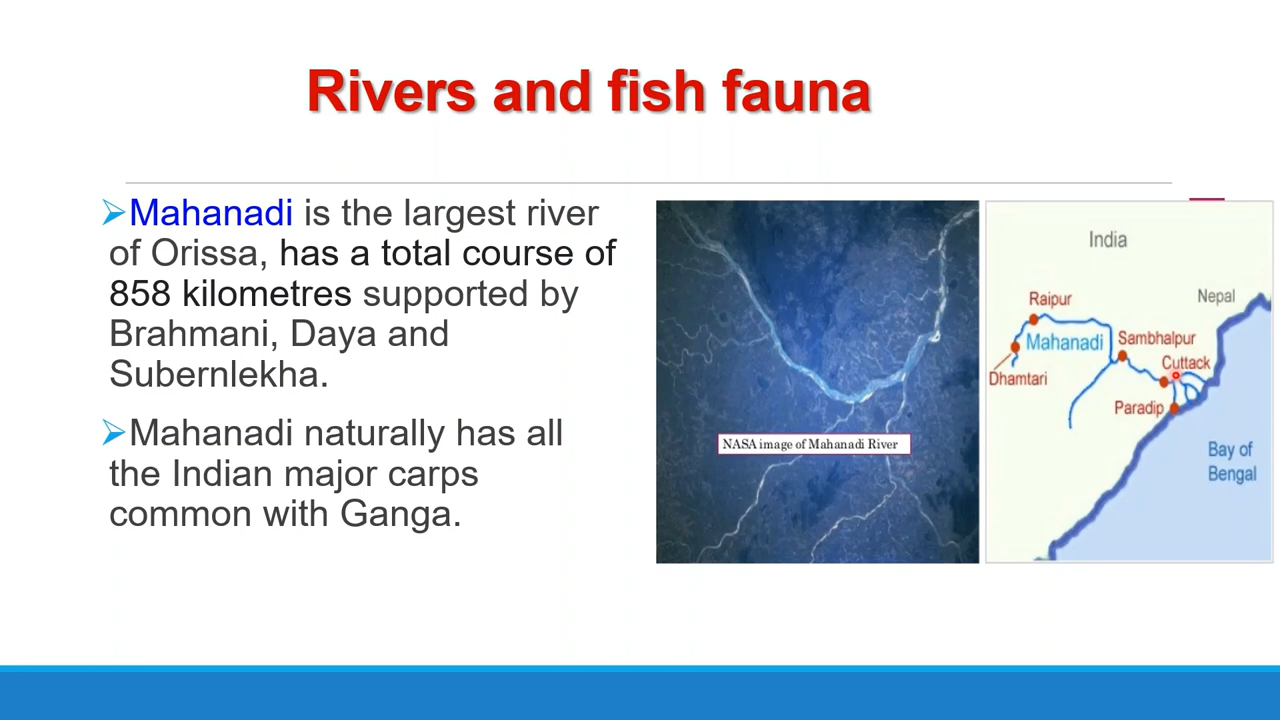 Rivers and fish fauna
➢Mahanadi is the largest river
of Orissa, has a total course of
858 kilometres supported by
Brahmani, Daya and
Subernlekha.
➢Mahanadi naturally has all
the Indian major carps
common with Ganga.
NASA image of Mahanadi River
India
Nepal
Raipur
Mahanadi
Sambhalpur
Cuttack
Dhamtari
Paradip
Bay of
Bengal